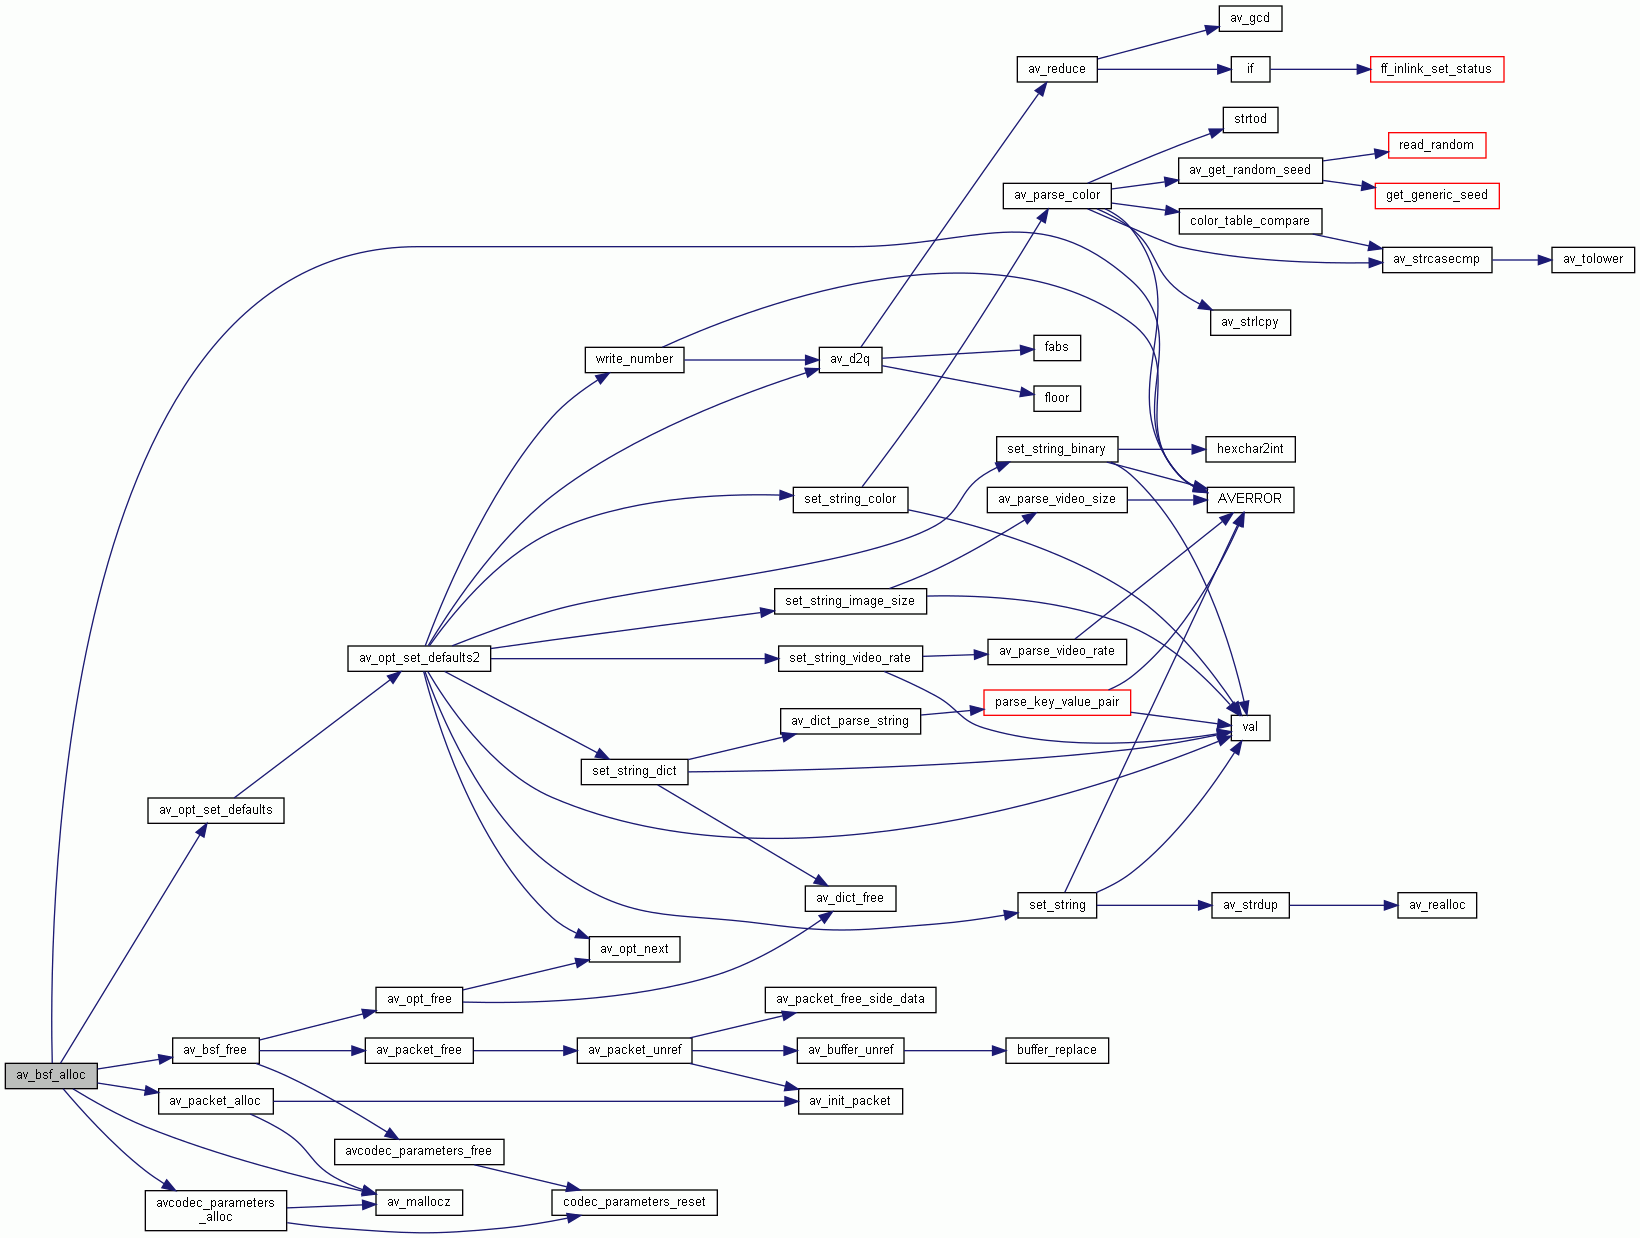 av_gcd
av_reduce
if
ff_inlink_set_status
strtod
read_random
av_get_random_seed
av_parse_color
get_generic_seed
color_table_compare
av_strcasecmp
av_tolower
av_strlcpy
write_number
av_d2q
fabs
floor
set_string_binary
hexchar2int
set_string_color
av_parse_video_size
AVERROR
set_string_image_size
av_opt_set_defaults2
set_string_video_rate
av_parse_video_rate
parse_key_value_pair
av_dict_parse_string
val
set_string_dict
av_opt_set_defaults
av_dict_free
set_string
av_strdup
av_realloc
av_opt_next
av_opt_free
av_packet_free_side_data
av_bsf_free
av_packet_free
av_packet_unref
av_buffer_unref
buffer_replace
av_bsf_alloc
av_packet_alloc
av_init_packet
avcodec_parameters_free
avcodec_parameters
_alloc
av_mallocz
codec_parameters_reset